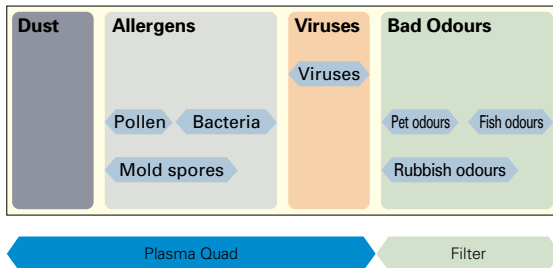 Dust
Allergens
Viruses
Bad Odours
Viruses
Pollen
Bacteria
Pet odours
Fish odours
Mold spores
Rubbish odours
Plasma Quad
Filter